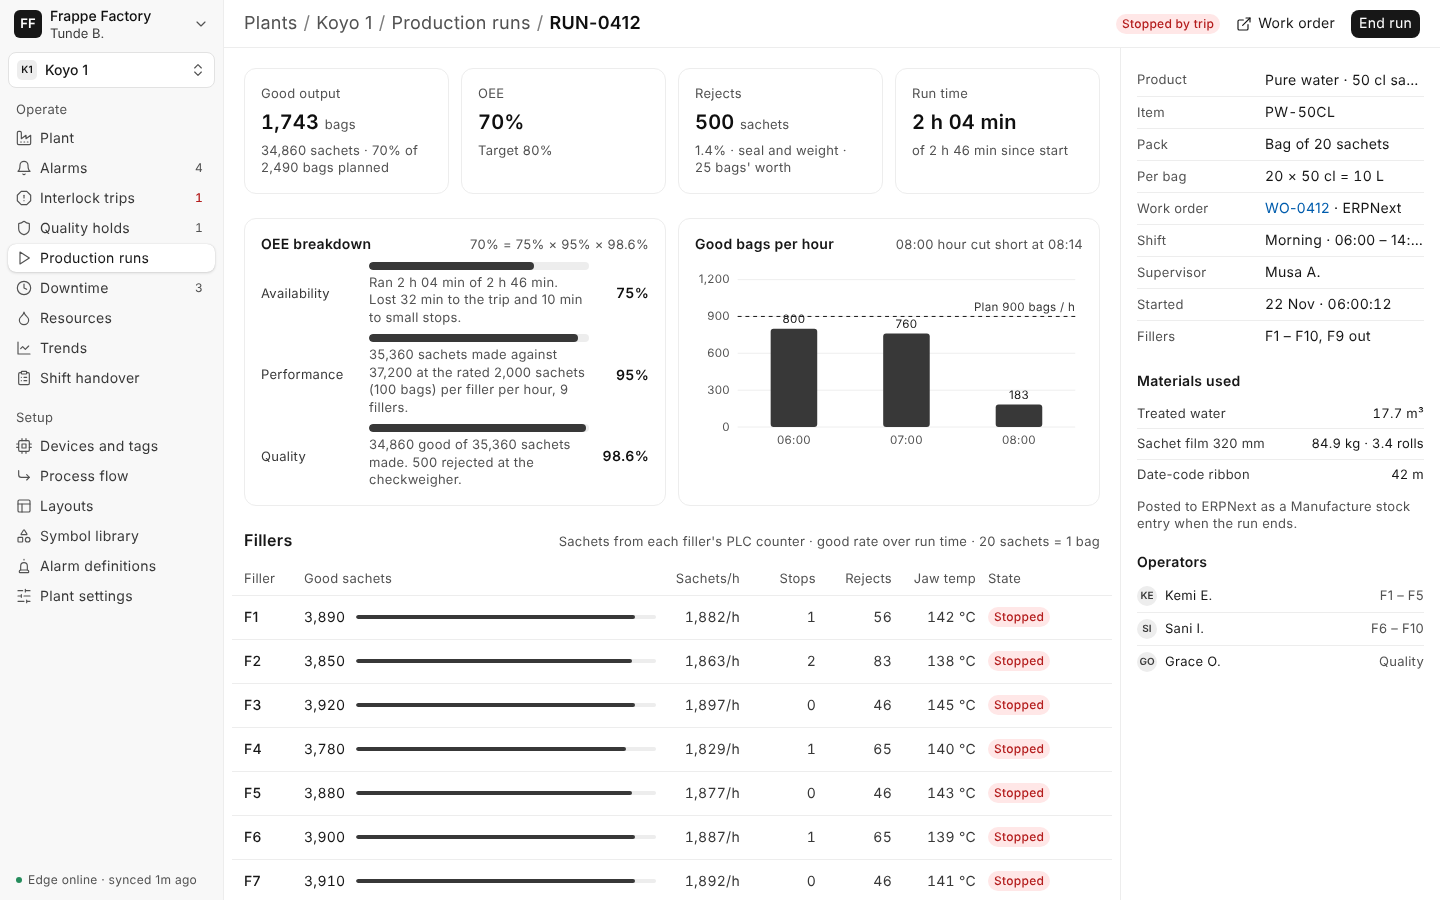 FF
Frappe Factory
Tunde B.
K1 Koyo 1
Operate
Plant
Alarms 4
Interlock trips 1
Quality holds 1
Production runs
Downtime 3
Resources
Trends
Shift handover
Setup
Devices and tags
Process flow
Layouts
Symbol library
Alarm definitions
Plant settings
Edge online · synced 1m ago
Plants / Koyo 1 / Production runs / RUN-0412
Stopped by trip
Work order
End run
Good output
1,743 bags
34,860 sachets · 70% of
2,490 bags planned
OEE
70%
Target 80%
Rejects
500 sachets
1.4% · seal and weight ·
25 bags' worth
Run time
2 h 04 min
of 2 h 46 min since start
OEE breakdown 70% = 75% × 95% × 98.6%
Availability
Ran 2 h 04 min of 2 h 46 min.
Lost 32 min to the trip and 10 min
to small stops.
75%
Performance
35,360 sachets made against
37,200 at the rated 2,000 sachets
(100 bags) per filler per hour, 9
fillers.
95%
Quality
34,860 good of 35,360 sachets
made. 500 rejected at the
checkweigher.
98.6%
Good bags per hour 08:00 hour cut short at 08:14
1,200
900
600
300
0
Plan 900 bags / h
800
760
183
06:00 07:00 08:00
Fillers Sachets from each filler's PLC counter · good rate over run time · 20 sachets = 1 bag
Filler Good sachets Sachets/h Stops Rejects Jaw temp State
F1 3,890 1,882/h 1 56 142 °C Stopped
F2 3,850 1,863/h 2 83 138 °C Stopped
F3 3,920 1,897/h 0 46 145 °C Stopped
F4 3,780 1,829/h 1 65 140 °C Stopped
F5 3,880 1,877/h 0 46 143 °C Stopped
F6 3,900 1,887/h 1 65 139 °C Stopped
F7 3,910 1,892/h 0 46 141 °C Stopped
Product Pure water · 50 cl sa...
Item PW-50CL
Pack Bag of 20 sachets
Per bag 20 × 50 cl = 10 L
Work order WO-0412 · ERPNext
Shift Morning · 06:00 – 14:...
Supervisor Musa A.
Started 22 Nov · 06:00:12
Fillers F1 – F10, F9 out
Materials used
Treated water 17.7 m³
Sachet film 320 mm 84.9 kg · 3.4 rolls
Date-code ribbon 42 m
Posted to ERPNext as a Manufacture stock
entry when the run ends.
Operators
KE Kemi E. F1 – F5
SI Sani I. F6 – F10
GO Grace O. Quality